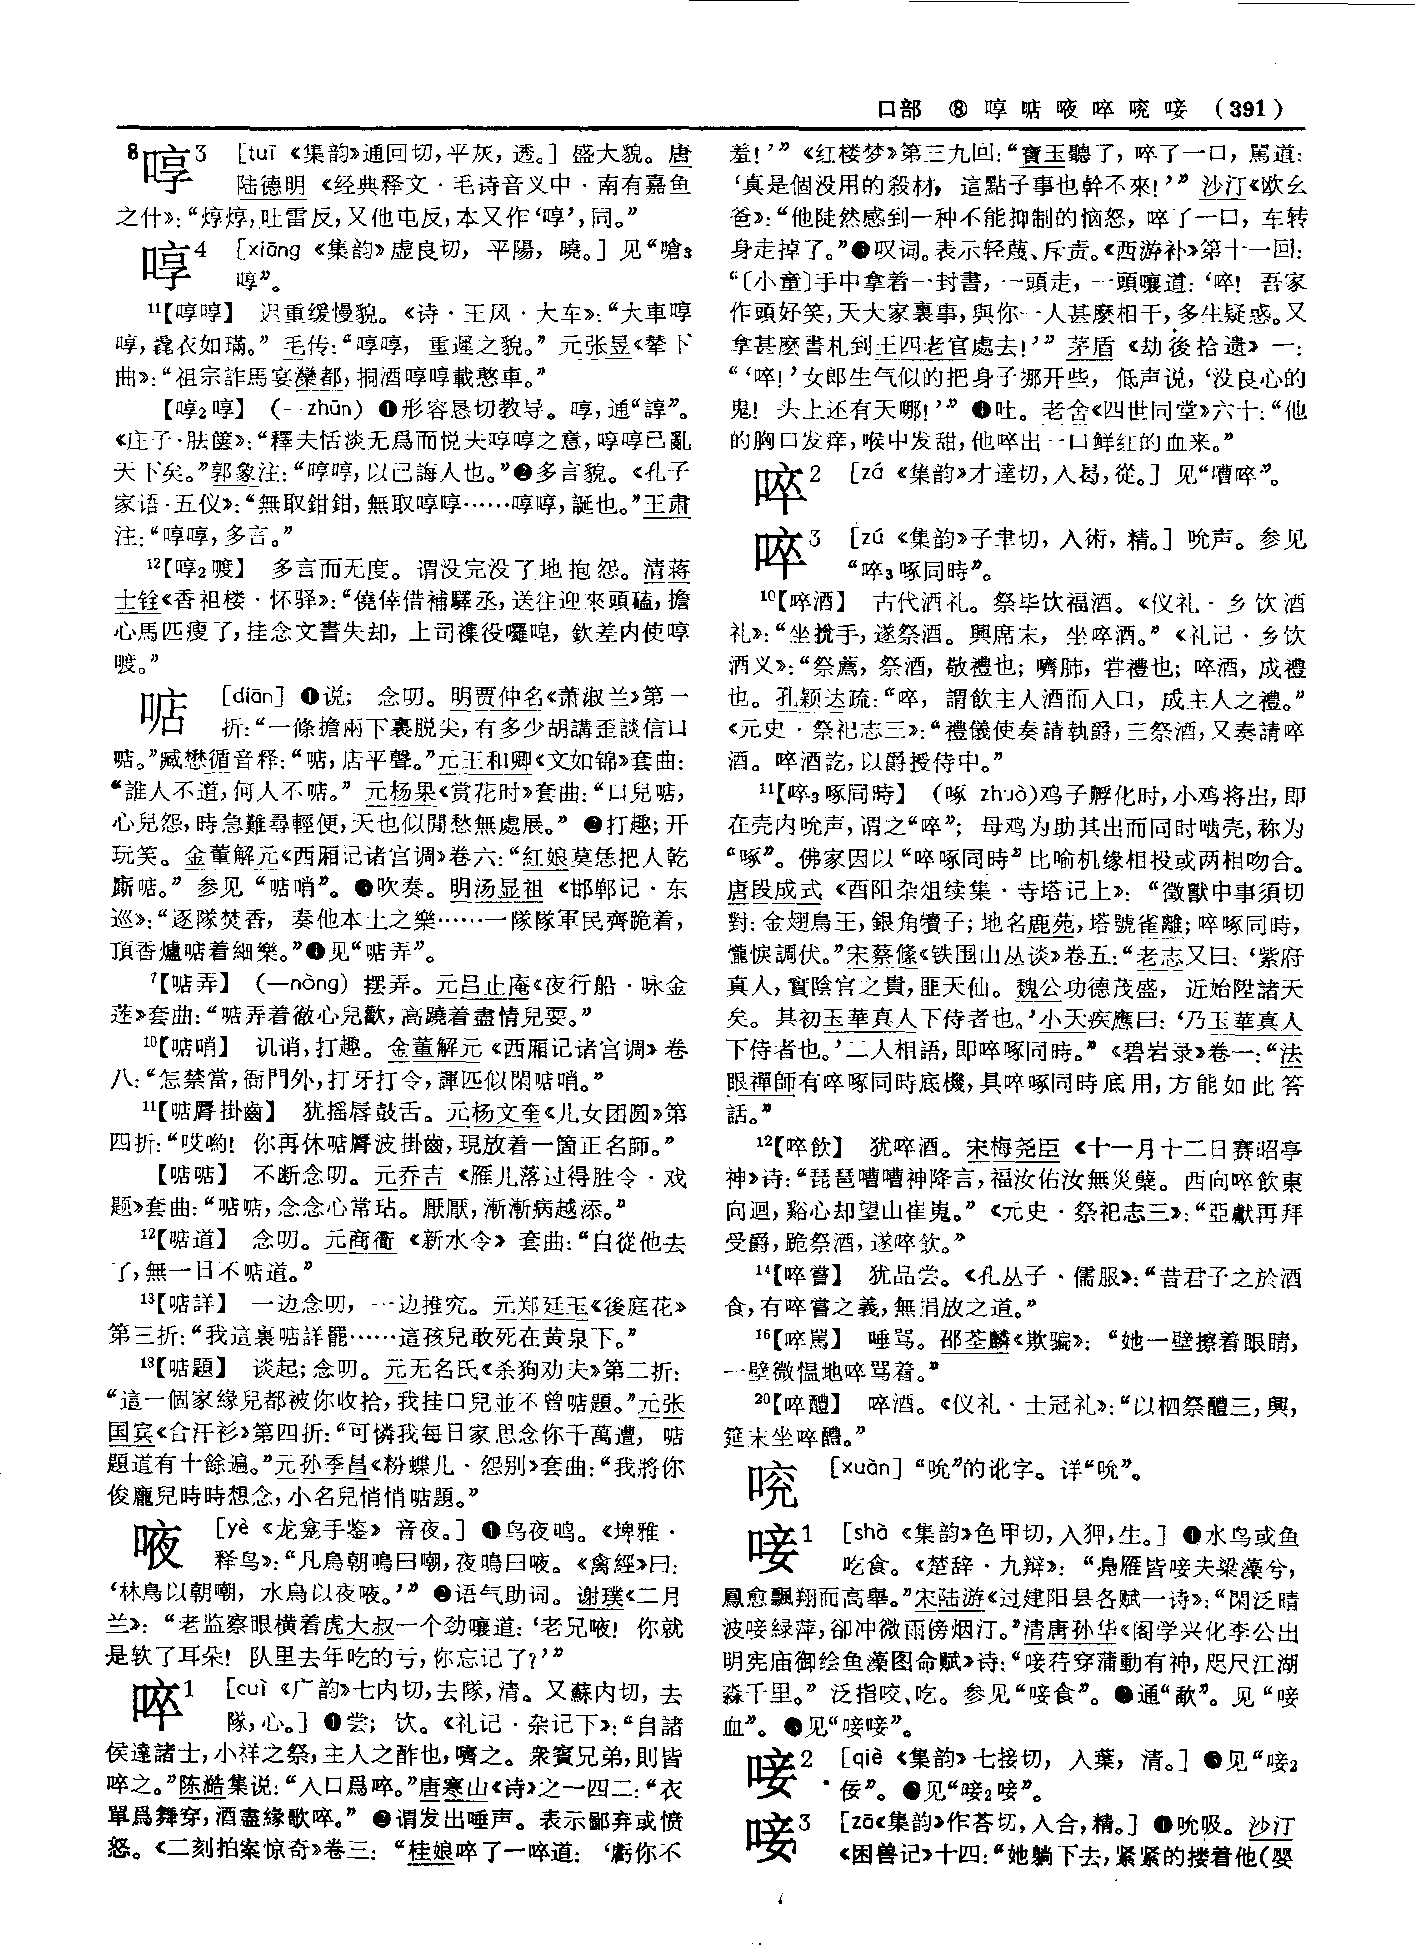 口部 ⑧ 啍 㖭 㖡 啐 唍 唼 (391)
8啍3 [tuī《集韵》通回切,平灰,透。]盛大貌。唐
陆德明《经典释文·毛诗音义中·南有嘉鱼
之什》:“焞焞,吐雷反,又他屯反,本又作‘啍’,同。”
啍4 [xiāng《集韵》虚良切,平陽,曉。]见“嗆3
啍”。
11【啍啍】 迟重缓慢貌。《诗·王风·大车》:“大車啍
啍,毳衣如璊。”毛传:“啍啍,重遲之貌。”元张昱《辇下
曲》:“祖宗詐馬宴灤都,挏酒啍啍載憨車。”
【啍2啍】(-zhūn)❶形容恳切教导。啍,通“諄”。
《庄子·胠箧》:“釋夫恬淡无爲而悦夫啍啍之意,啍啍已亂
天下矣。”郭象注:“啍啍,以己誨人也。”❷多言貌。《孔子
家语·五仪》:“無取鉗鉗,無取啍啍……啍啍,誕也。”王肃
注:“啍啍,多言。”
12【啍2喥】 多言而无度。谓没完没了地抱怨。清蒋
士铨《香祖楼·怀驿》:“僥倖借補驛丞,送往迎來頭磕,擔
心馬匹瘦了,挂念文書失却,上司襍役囉唣,欽差内使啍
喥。”
㖭 [diān]❶说;念叨。明贾仲名《萧淑兰》第一
折:“一條擔兩下裏脱尖,有多少胡講歪談信口
㖭。”臧懋循音释:“㖭,店平聲。”元王和卿《文如锦》套曲:
“誰人不道,何人不㖭。”元杨果《赏花时》套曲:“口兒㖭,
心兒怨,時急難尋輕便,天也似閒愁無處展。”❷打趣;开
玩笑。金董解元《西厢记诸宫调》卷六:“紅娘莫恁把人乾
廝㖭。”参见“㖭哨”。❸吹奏。明汤显祖《邯郸记·东
巡》:“逐隊焚香,奏他本土之樂……一隊隊軍民齊跪着,
頂香爐㖭着細樂。”❹见“㖭弄”。
7【㖭弄】(—nòng)摆弄。元吕止庵《夜行船·咏金
莲》套曲:“㖭弄着徹心兒歡,高蹺着盡情兒耍。”
10【㖭哨】 讥诮,打趣。金董解元《西厢记诸宫调》卷
八:“怎禁當,衙門外,打牙打令,譁匹似閑㖭哨。”
11【㖭脣掛齒】 犹摇唇鼓舌。元杨文奎《儿女团圆》第
四折:“哎喲!你再休㖭脣波掛齒,現放着一箇正名師。”
【㖭㖭】 不断念叨。元乔吉《雁儿落过得胜令·戏
题》套曲:“㖭㖭,念念心常玷。厭厭,漸漸病越添。”
12【㖭道】 念叨。元商衟《新水令》套曲:“自從他去
了,無一日不㖭道。”
13【㖭詳】 一边念叨,一边推究。元郑廷玉《後庭花》
第三折:“我這裏㖭詳罷……這孩兒敢死在黄泉下。”
18【㖭題】 谈起;念叨。元无名氏《杀狗劝夫》第二折:
“這一個家緣兒都被你收拾,我挂口兒並不曾㖭題。”元张
国宾《合汗衫》第四折:“可憐我每日家思念你千萬遭,㖭
題道有十餘遍。”元孙季昌《粉蝶儿·怨别》套曲:“我將你
俊龐兒時時想念,小名兒悄悄㖭題。”
㖡 [yè《龙龛手鉴》音夜。]❶鸟夜鸣。《埤雅·
释鸟》:“凡鳥朝鳴曰嘲,夜鳴曰㖡。《禽經》曰:
‘林鳥以朝嘲,水鳥以夜㖡。’”❷语气助词。谢璞《二月
兰》:“老监察眼横着虎大叔一个劲嚷道:‘老兄㖡!你就
是软了耳朵!队里去年吃的亏,你忘记了?’”
啐1 [cuì《广韵》七内切,去隊,清。又蘇内切,去
隊,心。]❶尝;饮。《礼记·杂记下》:“自諸
侯達諸士,小祥之祭,主人之酢也,嚌之。衆賓兄弟,則皆
啐之。”陈澔集说:“入口爲啐。”唐寒山《诗》之一四二:“衣
單爲舞穿,酒盡緣歌啐。”❷谓发出唾声。表示鄙弃或愤
怒。《二刻拍案惊奇》卷三:“桂娘啐了一啐道:‘虧你不
羞!’”《红楼梦》第三九回:“寶玉聽了,啐了一口,駡道:
‘真是個没用的殺材,這點子事也幹不來!’”沙汀《欧幺
爸》:“他陡然感到一种不能抑制的恼怒,啐了一口,车转
身走掉了。”❸叹词。表示轻蔑、斥责。《西游补》第十一回:
“〔小童〕手中拿着一封書,一頭走,一頭嚷道:‘啐!吾家
作頭好笑,天大家裏事,與你一人甚麽相干,多生疑惑。又
拿甚麽書札到王四老官處去!’”茅盾《劫後拾遗》一:
“‘啐!’女郎生气似的把身子挪开些,低声说,‘没良心的
鬼!头上还有天哪!’”❹吐。老舍《四世同堂》六十:“他
的胸口发痒,喉中发甜,他啐出一口鲜红的血来。”
啐2 [zá《集韵》才達切,入曷,從。]见“嘈啐”。
啐3 [zú《集韵》子聿切,入術,精。]吮声。参见
“啐3啄同時”。
10【啐酒】 古代酒礼。祭毕饮福酒。《仪礼·乡饮酒
礼》:“坐挩手,遂祭酒。興席末,坐啐酒。”《礼记·乡饮
酒义》:“祭薦,祭酒,敬禮也;嚌肺,嘗禮也;啐酒,成禮
也。孔颖达疏:“啐,謂飲主人酒而入口,成主人之禮。”
《元史·祭祀志三》:“禮儀使奏請執爵,三祭酒,又奏請啐
酒。啐酒訖,以爵授侍中。”
11【啐3啄同時】(啄 zhuó)鸡子孵化时,小鸡将出,即
在壳内吮声,谓之“啐”;母鸡为助其出而同时啮壳,称为
“啄”。佛家因以“啐啄同時”比喻机缘相投或两相吻合。
唐段成式《酉阳杂俎续集·寺塔记上》:“徵獸中事須切
對:金翅鳥王,銀角犢子;地名鹿苑,塔號雀離;啐啄同時,
㦬悷調伏。”宋蔡絛《铁围山丛谈》卷五:“老志又曰:‘紫府
真人,實陰官之貴,匪天仙。魏公功德茂盛,近始陞諸天
矣。其初玉華真人下侍者也。’小天疾應曰:‘乃玉華真人
下侍者也。’二人相語,即啐啄同時。”《碧岩录》卷一:“法
眼禪師有啐啄同時底機,具啐啄同時底用,方能如此答
話。”
12【啐飲】 犹啐酒。宋梅尧臣《十一月十二日赛昭亭
神》诗:“琵琶嘈嘈神降言,福汝佑汝無災孽。西向啐飲東
向迴,谿心却望山崔嵬。”《元史·祭祀志三》:“亞獻再拜
受爵,跪祭酒,遂啐飲。”
14【啐嘗】 犹品尝。《孔丛子·儒服》:“昔君子之於酒
食,有啐嘗之義,無捐放之道。”
16【啐駡】 唾骂。邵荃麟《欺骗》:“她一壁擦着眼睛,
一壁微愠地啐骂着。”
20【啐醴】 啐酒。《仪礼·士冠礼》:“以柶祭醴三,興,
筵末坐啐醴。”
唍 [xuàn]“吮”的讹字。详“吮”。
唼1 [shà《集韵》色甲切,入狎,生。]❶水鸟或鱼
吃食。《楚辞·九辩》:“鳧雁皆唼夫粱藻兮,
鳳愈飄翔而高舉。”宋陆游《过建阳县各赋一诗》:“閑泛晴
波唼緑萍,卻冲微雨傍烟汀。”清唐孙华《阁学兴化李公出
明宪庙御绘鱼藻图命赋》诗:“唼荇穿蒲動有神,咫尺江湖
淼千里。”泛指咬、吃。参见“唼食”。❷通“歃”。见“唼
血”。❸见“唼唼”。
唼2 [qiè《集韵》七接切,入葉,清。]❶见“唼2
佞”。❷见“唼2唼”。
唼3 [zā《集韵》作荅切,入合,精。]❶吮吸。沙汀
《困兽记》十四:“她躺下去,紧紧的搂着他(婴